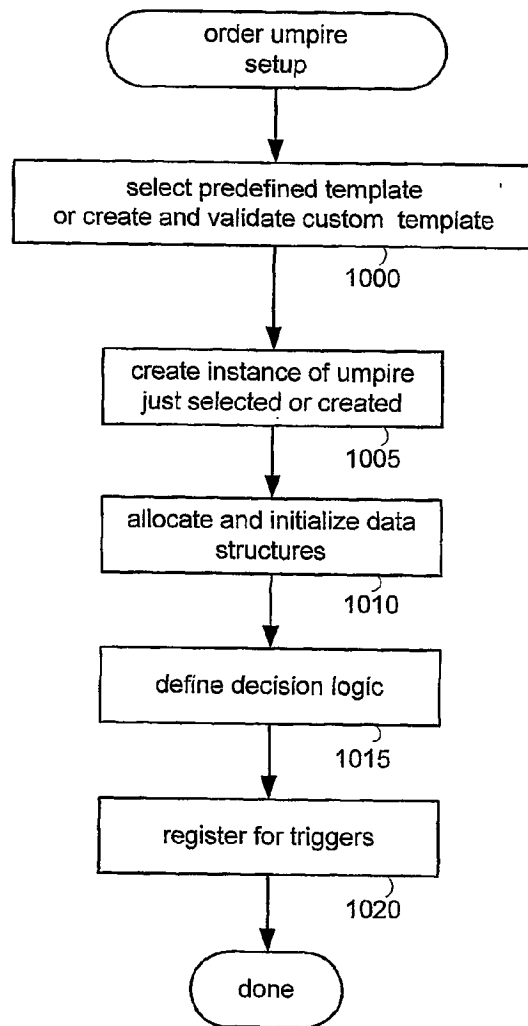 order umpire
setup
select predefined template
or create and validate custom template
1000
create instance of umpire
just selected or created
1005
allocate and initialize data
structures
1010
define decision logic
1015
register for triggers
1020
done